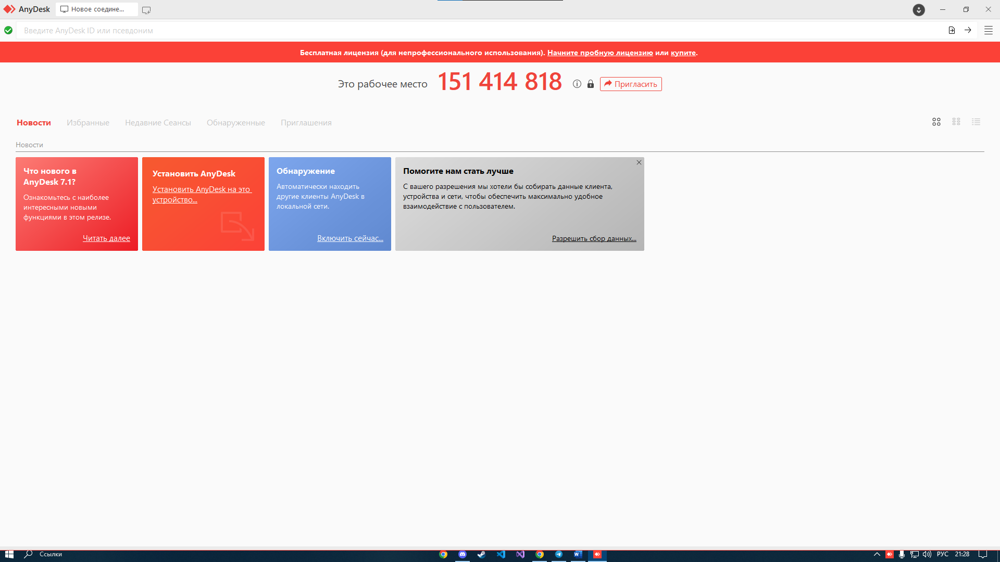 AnyDesk
Новое соедине...
Введите AnyDesk ID или псевдоним
Бесплатная лицензия (для непрофессионального использования). Начните пробную лицензию или купите.
Это рабочее место 151 414 818 Пригласить
Новости Избранные Недавние Сеансы Обнаруженные Приглашения
Новости
Что нового в
AnyDesk 7.1?
Ознакомьтесь с наиболее
интересными новыми
функциями в этом релизе.
Читать далее
Установить AnyDesk
Установить AnyDesk на это
устройство...
Обнаружение
Автоматически находить
другие клиенты AnyDesk в
локальной сети.
Включить сейчас...
Помогите нам стать лучше
С вашего разрешения мы хотели бы собирать данные клиента,
устройства и сети, чтобы обеспечить максимально удобное
взаимодействие с пользователем.
Разрешить сбор данных...
Ссылки
РУС 21:28